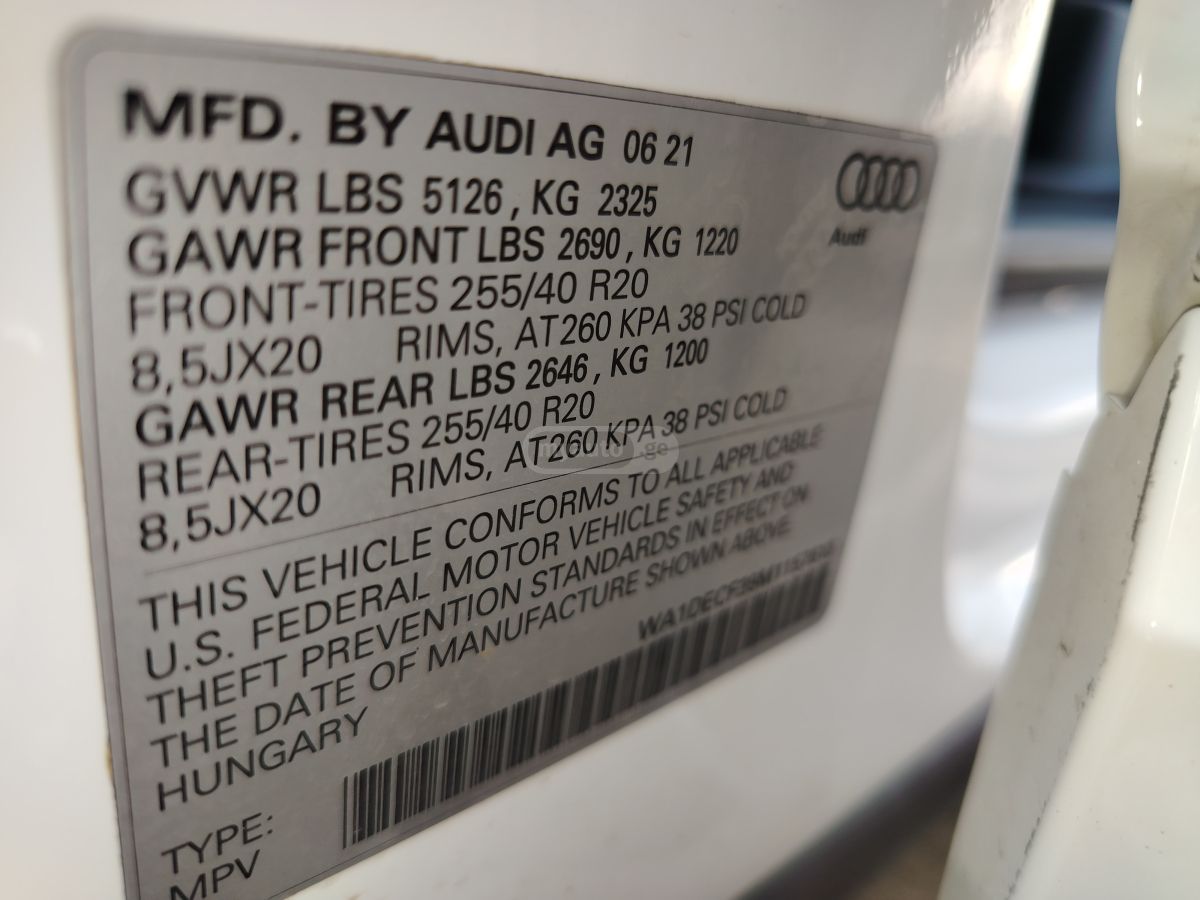 MFD. BY AUDI AG 06 21
GVWR LBS 5126, KG 2325
GAWR FRONT LBS 2690, KG 1220
FRONT-TIRES 255/40 R20
8,5JX20 RIMS, AT260 KPA 38 PSI COLD
GAWR REAR LBS 2646, KG 1200
REAR-TIRES 255/40 R20
8,5JX20 RIMS, AT260 KPA 38 PSI COLD
THIS VEHICLE CONFORMS TO ALL APPLICABLE
U.S. FEDERAL MOTOR VEHICLE SAFETY AND
THEFT PREVENTION STANDARDS IN EFFECT ON
THE DATE OF MANUFACTURE SHOWN ABOVE.
HUNGARY
TYPE:
MPV
Audi